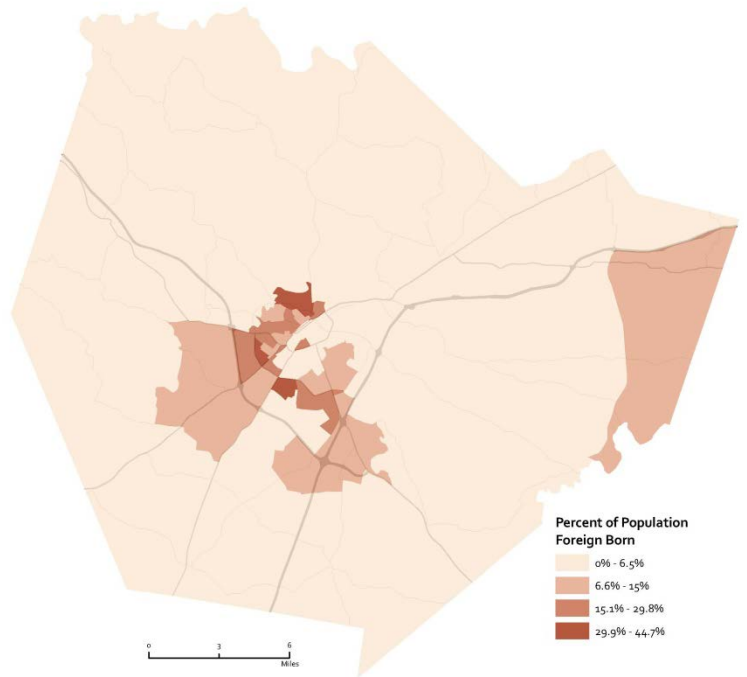 Percent of Population
Foreign Born
0% - 6.5%
6.6% - 15%
15.1% - 29.8%
29.9% - 44.7%
0 3 6
Miles